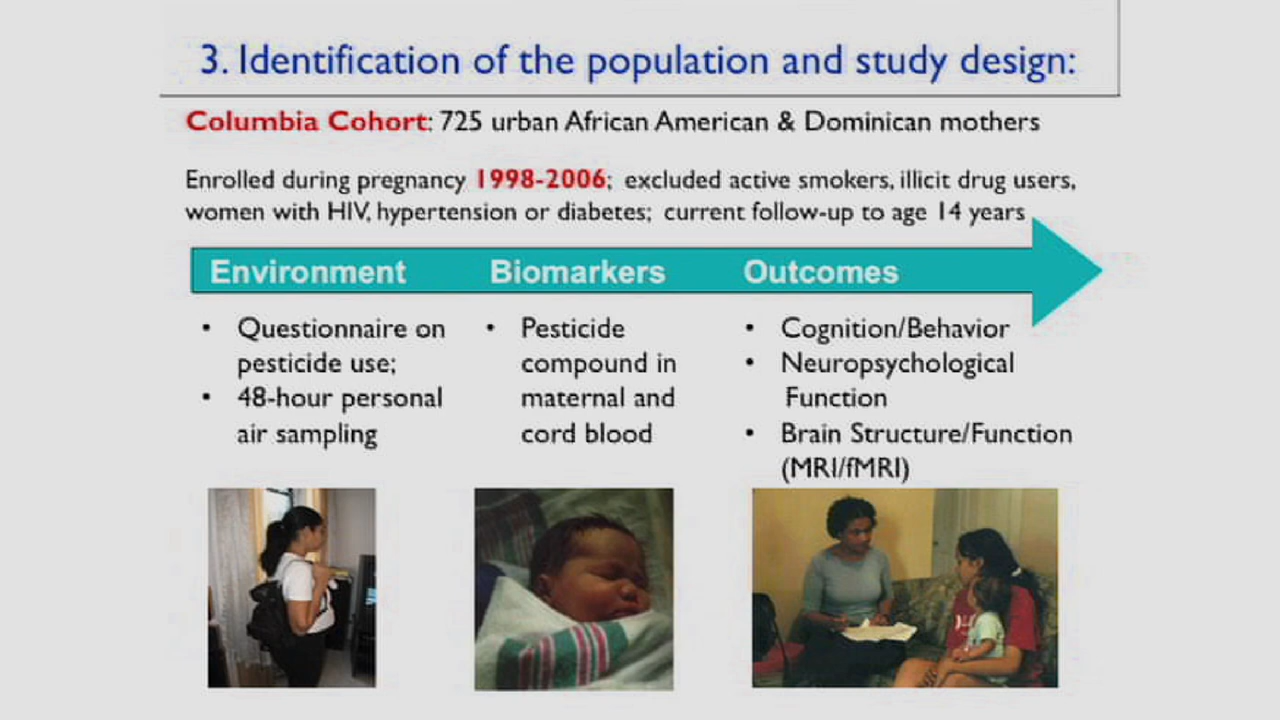 3. Identification of the population and study design:
Columbia Cohort: 725 urban African American & Dominican mothers
Enrolled during pregnancy 1998-2006; excluded active smokers, illicit drug users,
women with HIV, hypertension or diabetes; current follow-up to age 14 years
Environment Biomarkers Outcomes
• Questionnaire on
pesticide use;
• 48-hour personal
air sampling
• Pesticide
compound in
maternal and
cord blood
• Cognition/Behavior
• Neuropsychological
Function
• Brain Structure/Function
(MRI/fMRI)